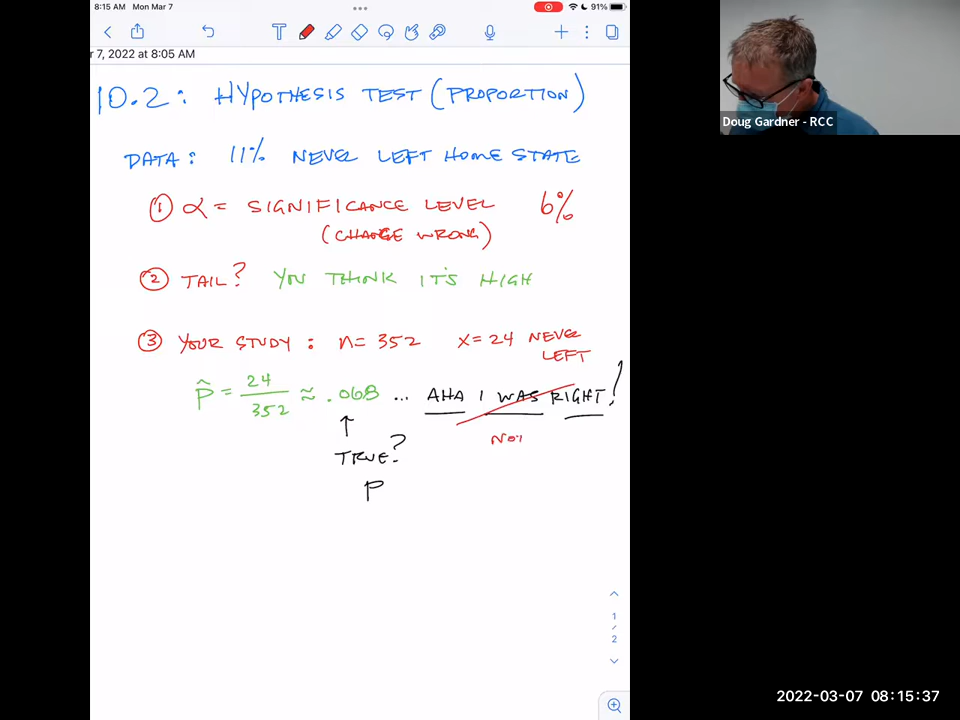 8:15 AM Mon Mar 7
91%
r 7, 2022 at 8:05 AM
10.2: HYPOTHESIS TEST (PROPORTION)
DATA: 11% NEVER LEFT HOME STATE
① α = SIGNIFICANCE LEVEL 6%
(CHANGE WRONG)
② TAIL? YOU THINK IT'S HIGH
③ YOUR STUDY: n = 352 x = 24 NEVER
LEFT
p̂ = 24/352 ≈ .068 ... AHA I WAS RIGHT!
NO!
↑
TRUE?
P
1
/
2
Doug Gardner - RCC
2022-03-07 08:15:37